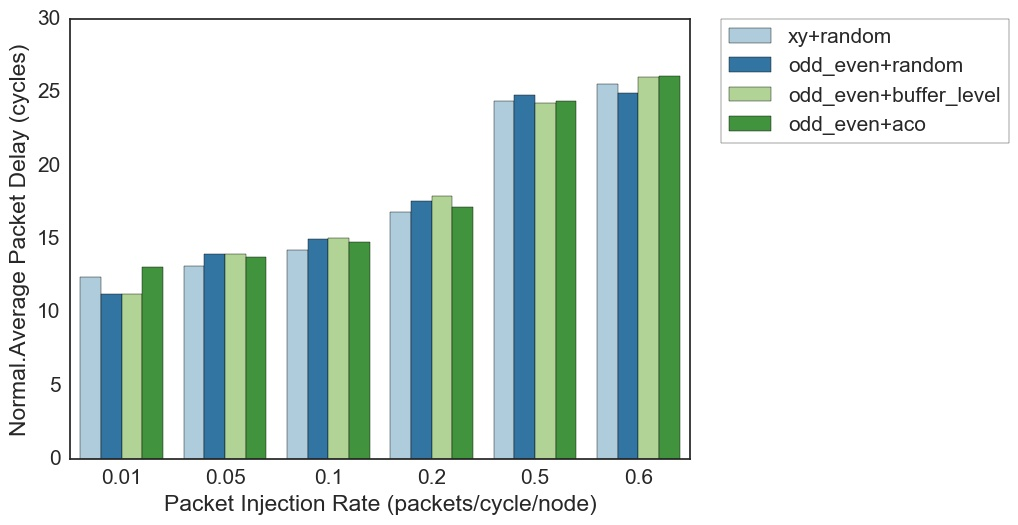 30
25
20
15
10
5
0
Normal.Average Packet Delay (cycles)
0.01 0.05 0.1 0.2 0.5 0.6
Packet Injection Rate (packets/cycle/node)
xy+random
odd_even+random
odd_even+buffer_level
odd_even+aco